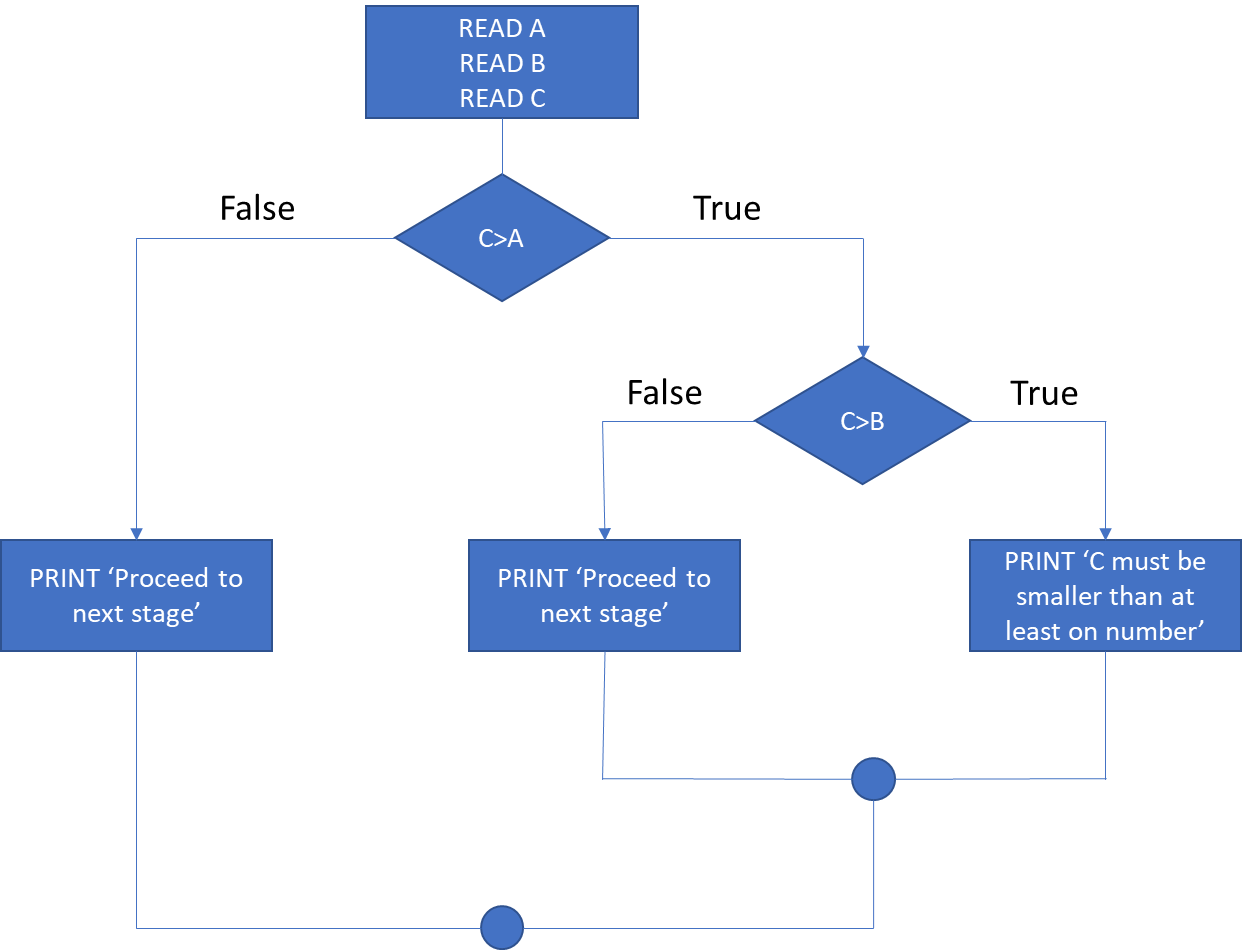 READ A
READ B
READ C
False
True
C>A
False
True
C>B
PRINT ‘Proceed to
next stage’
PRINT ‘Proceed to
next stage’
PRINT ‘C must be
smaller than at
least on number’